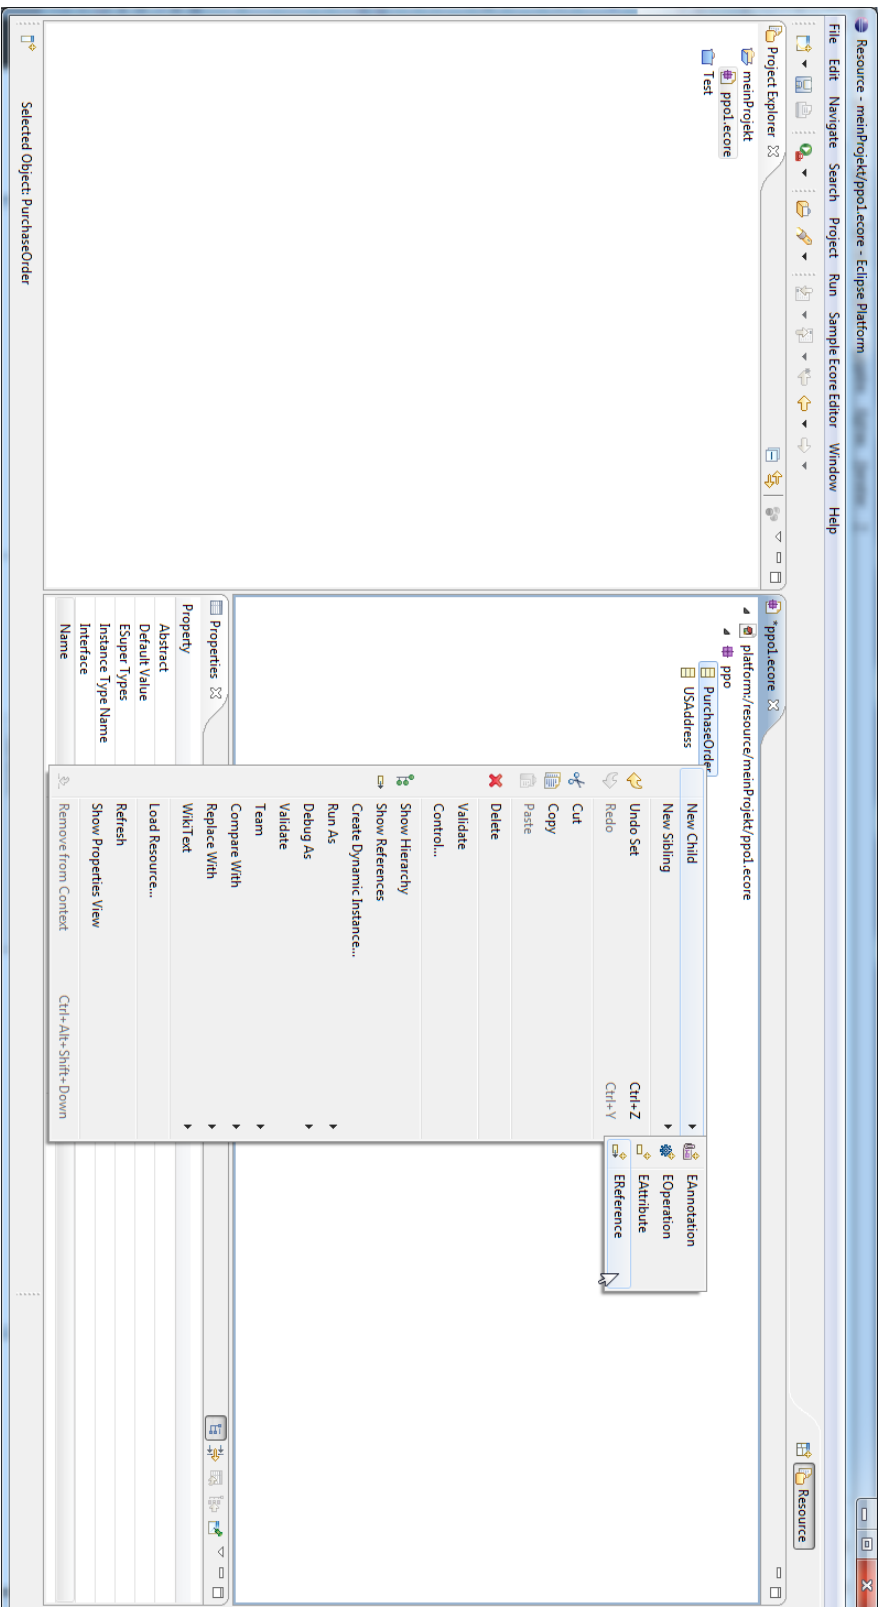 Resource - meinProjekt/ppo1.ecore - Eclipse Platform
File Edit Navigate Search Project Run Sample Ecore Editor Window Help
Resource
Project Explorer
meinProjekt
ppo1.ecore
Test
*ppo1.ecore
platform:/resource/meinProjekt/ppo1.ecore
ppo
PurchaseOrder
USAddress
New Child
New Sibling
Undo Set Ctrl+Z
Redo Ctrl+Y
Cut
Copy
Paste
Delete
Validate
Control...
Show Hierarchy
Show References
Create Dynamic Instance...
Run As
Debug As
Validate
Team
Compare With
Replace With
WikiText
Load Resource...
Refresh
Show Properties View
Remove from Context Ctrl+Alt+Shift+Down
EAnnotation
EOperation
EAttribute
EReference
Properties
Property
Abstract
Default Value
ESuper Types
Instance Type Name
Interface
Name
Selected Object: PurchaseOrder